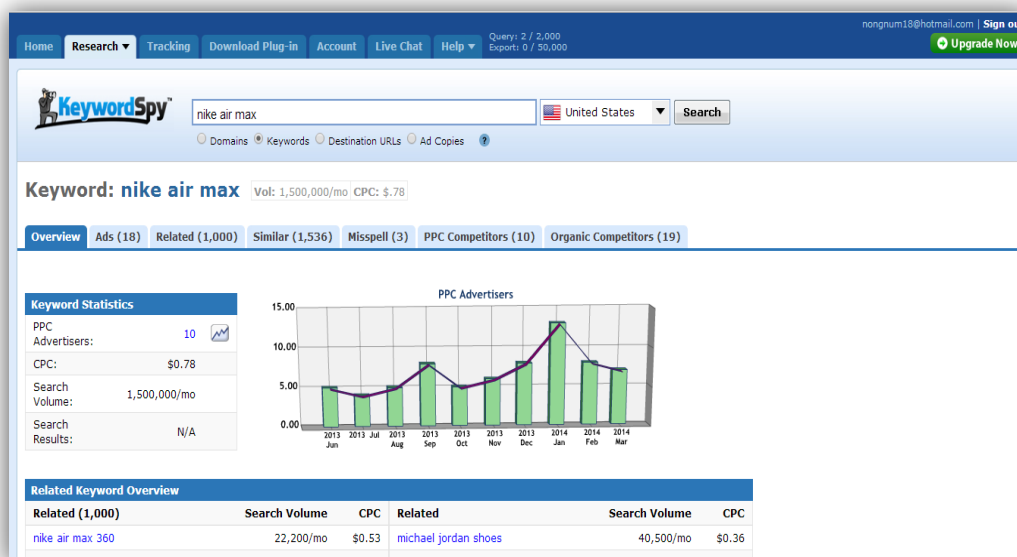 nongnum18@hotmail.com | Sign ou
Home Research ▾ Tracking Download Plug-in Account Live Chat Help ▾ Query: 2 / 2,000
Export: 0 / 50,000
Upgrade Now
KeywordSpy™ nike air max United States ▼ Search
Domains Keywords Destination URLs Ad Copies ?
Keyword: nike air max Vol: 1,500,000/mo CPC: $.78
Overview Ads (18) Related (1,000) Similar (1,536) Misspell (3) PPC Competitors (10) Organic Competitors (19)
Keyword Statistics
PPC
Advertisers: 10
CPC: $0.78
Search
Volume: 1,500,000/mo
Search
Results: N/A
PPC Advertisers
15.00
10.00
5.00
0.00
2013 Jun 2013 Jul 2013 Aug 2013 Sep 2013 Oct 2013 Nov 2013 Dec 2014 Jan 2014 Feb 2014 Mar
Related Keyword Overview
Related (1,000) Search Volume CPC Related Search Volume CPC
nike air max 360 22,200/mo $0.53 michael jordan shoes 40,500/mo $0.36